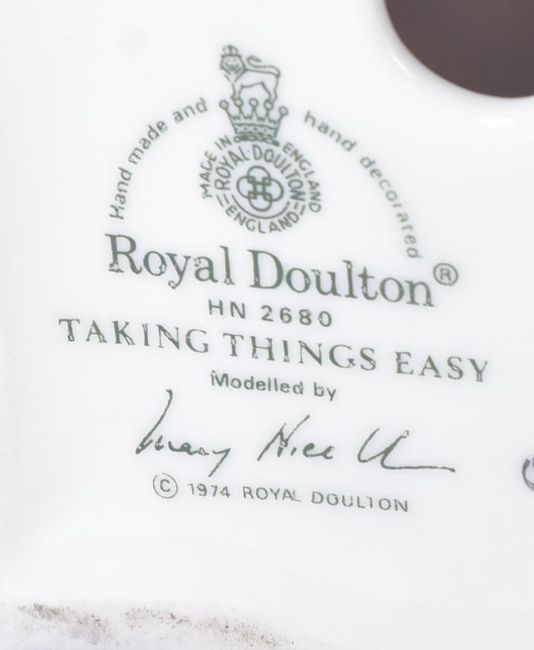 Hand made and hand decorated
MADE IN ENGLAND
ROYAL·DOULTON
ENGLAND
Royal Doulton®
HN 2680
TAKING THINGS EASY
Modelled by
© 1974 ROYAL DOULTON